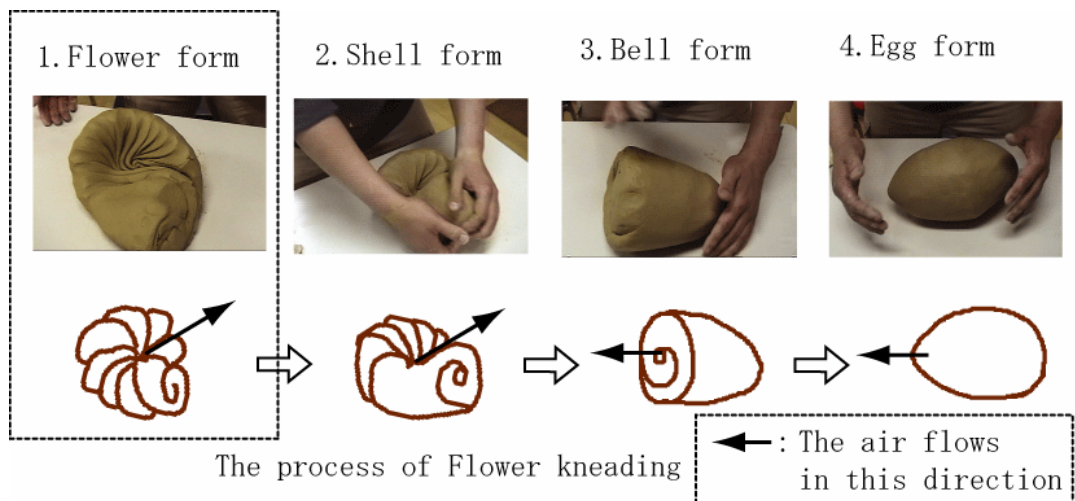 1. Flower form
2. Shell form
3. Bell form
4. Egg form
The process of Flower kneading
: The air flows
in this direction